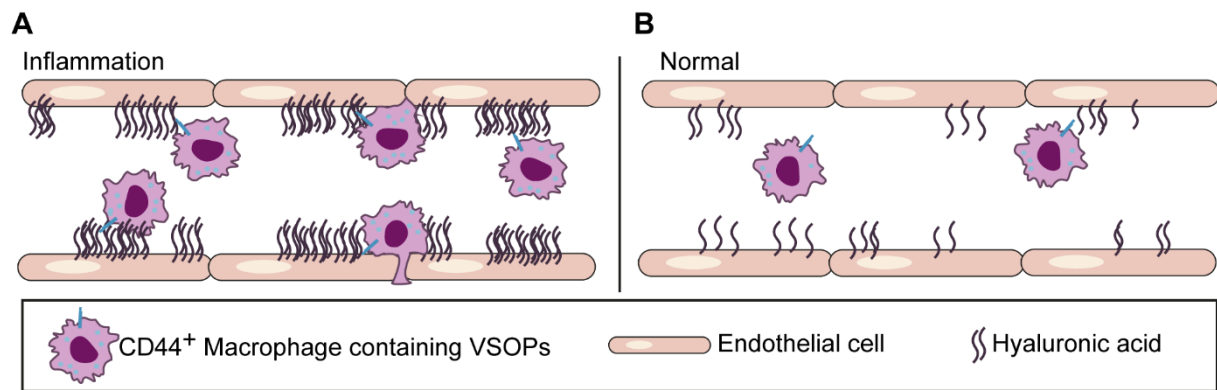 A
B
Inflammation
Normal
CD44⁺ Macrophage containing VSOPs
Endothelial cell
Hyaluronic acid